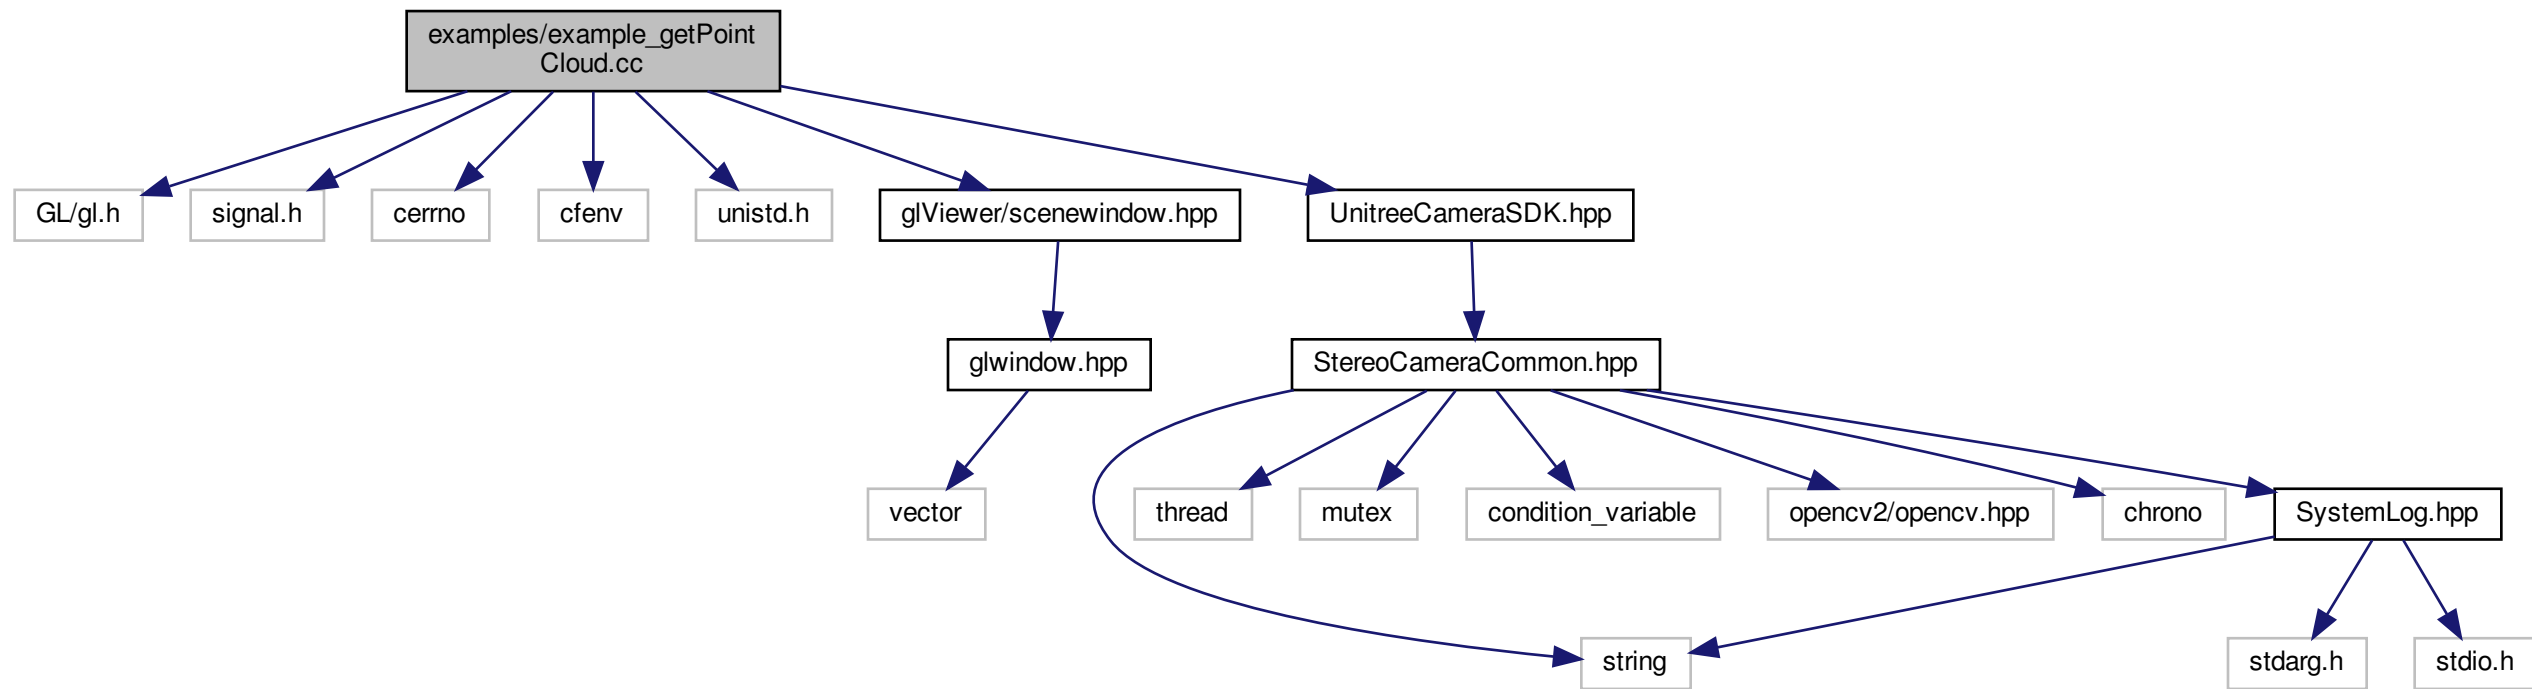 examples/example_getPoint
Cloud.cc
GL/gl.h
signal.h
cerrno
cfenv
unistd.h
glViewer/scenewindow.hpp
UnitreeCameraSDK.hpp
glwindow.hpp
StereoCameraCommon.hpp
vector
thread
mutex
condition_variable
opencv2/opencv.hpp
chrono
SystemLog.hpp
string
stdarg.h
stdio.h